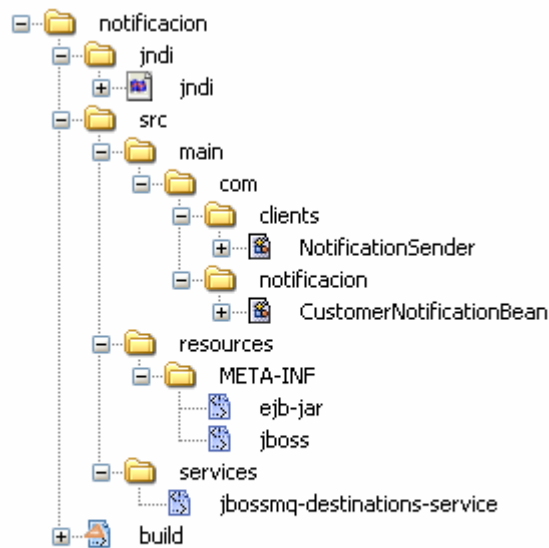 notificacion
jndi
jndi
src
main
com
clients
NotificationSender
notificacion
CustomerNotificationBean
resources
META-INF
ejb-jar
jboss
services
jbossmq-destinations-service
build